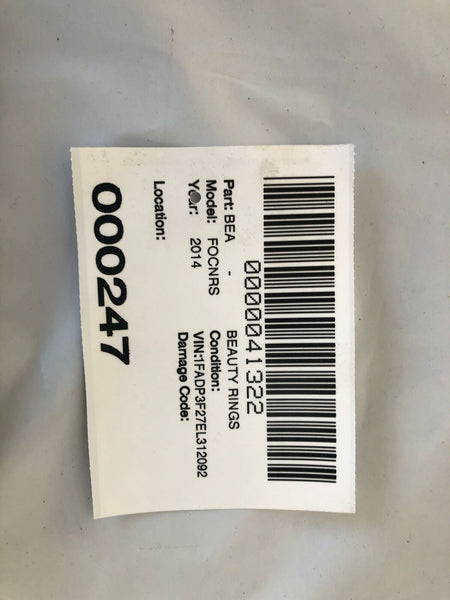 0000041322
Part: BEA - BEAUTY RINGS
Model: FOCNRS Condition:
Year: 2014 VIN:1FADP3F27EL312092
Damage Code:
Location:
000247